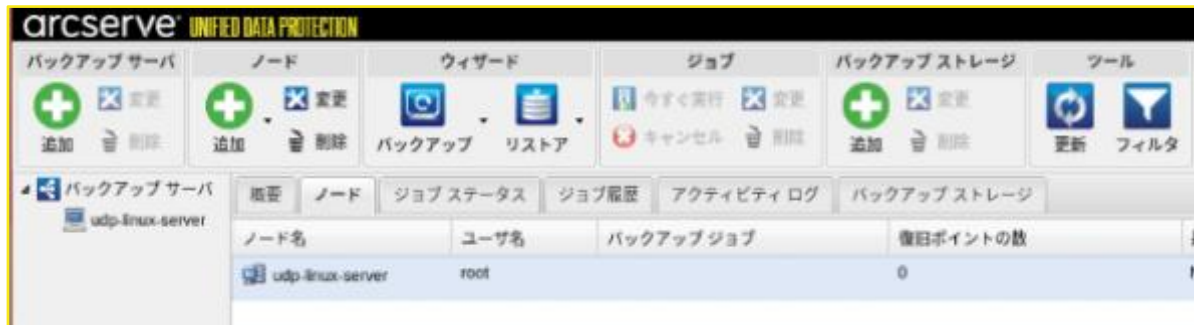 arcserve® UNIFIED DATA PROTECTION
バックアップ サーバ ノード ウィザード ジョブ バックアップ ストレージ ツール
追加 変更 削除 追加 変更 削除 バックアップ リストア 今すぐ実行 キャンセル 変更 削除 追加 変更 削除 更新 フィルタ
バックアップ サーバ
udp-linux-server
概要 ノード ジョブ ステータス ジョブ履歴 アクティビティ ログ バックアップ ストレージ
ノード名 ユーザ名 バックアップ ジョブ 復旧ポイントの数
udp-linux-server root 0